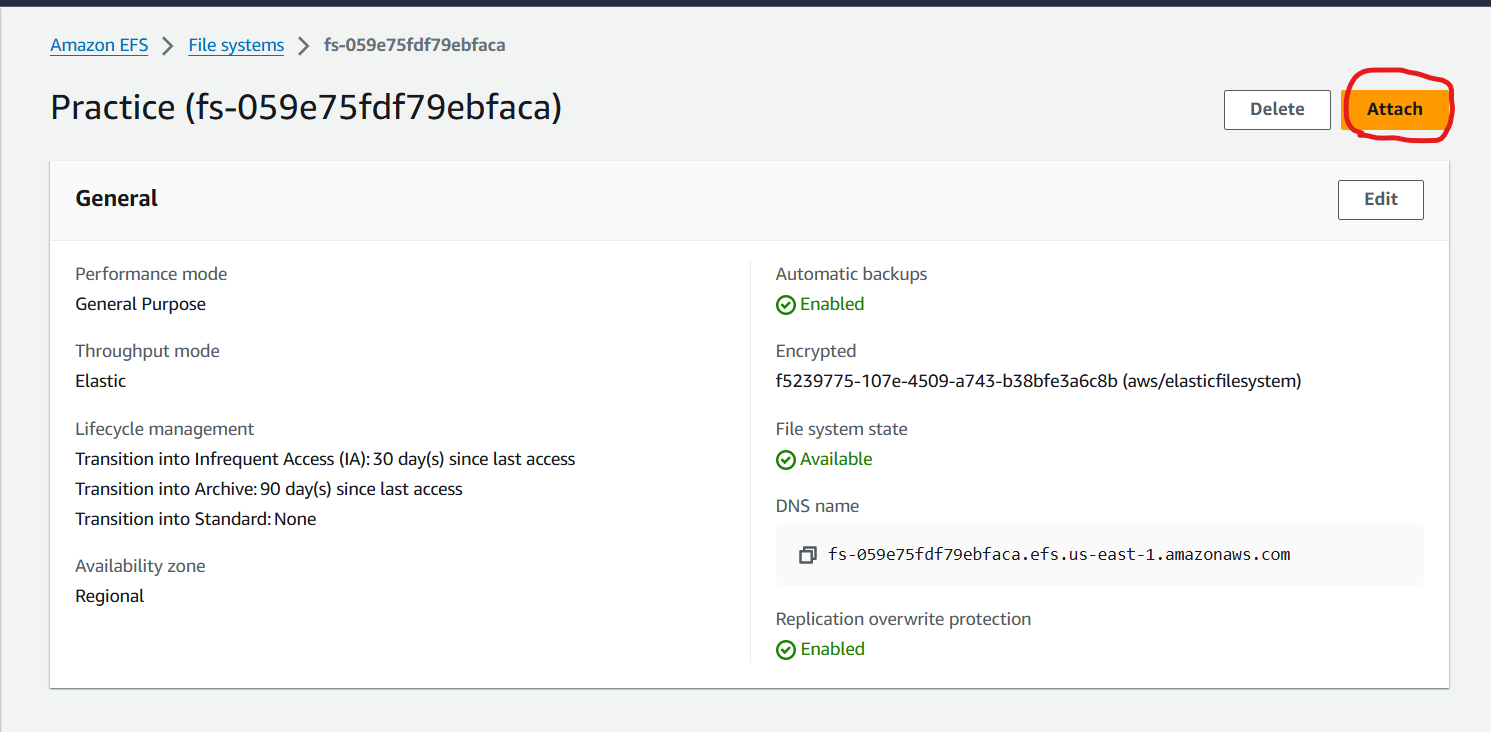 Amazon EFS > File systems > fs-059e75fdf79ebfaca
Practice (fs-059e75fdf79ebfaca)
Delete
Attach
General
Edit
Performance mode
General Purpose
Throughput mode
Elastic
Lifecycle management
Transition into Infrequent Access (IA): 30 day(s) since last access
Transition into Archive: 90 day(s) since last access
Transition into Standard: None
Availability zone
Regional
Automatic backups
Enabled
Encrypted
f5239775-107e-4509-a743-b38bfe3a6c8b (aws/elasticfilesystem)
File system state
Available
DNS name
fs-059e75fdf79ebfaca.efs.us-east-1.amazonaws.com
Replication overwrite protection
Enabled